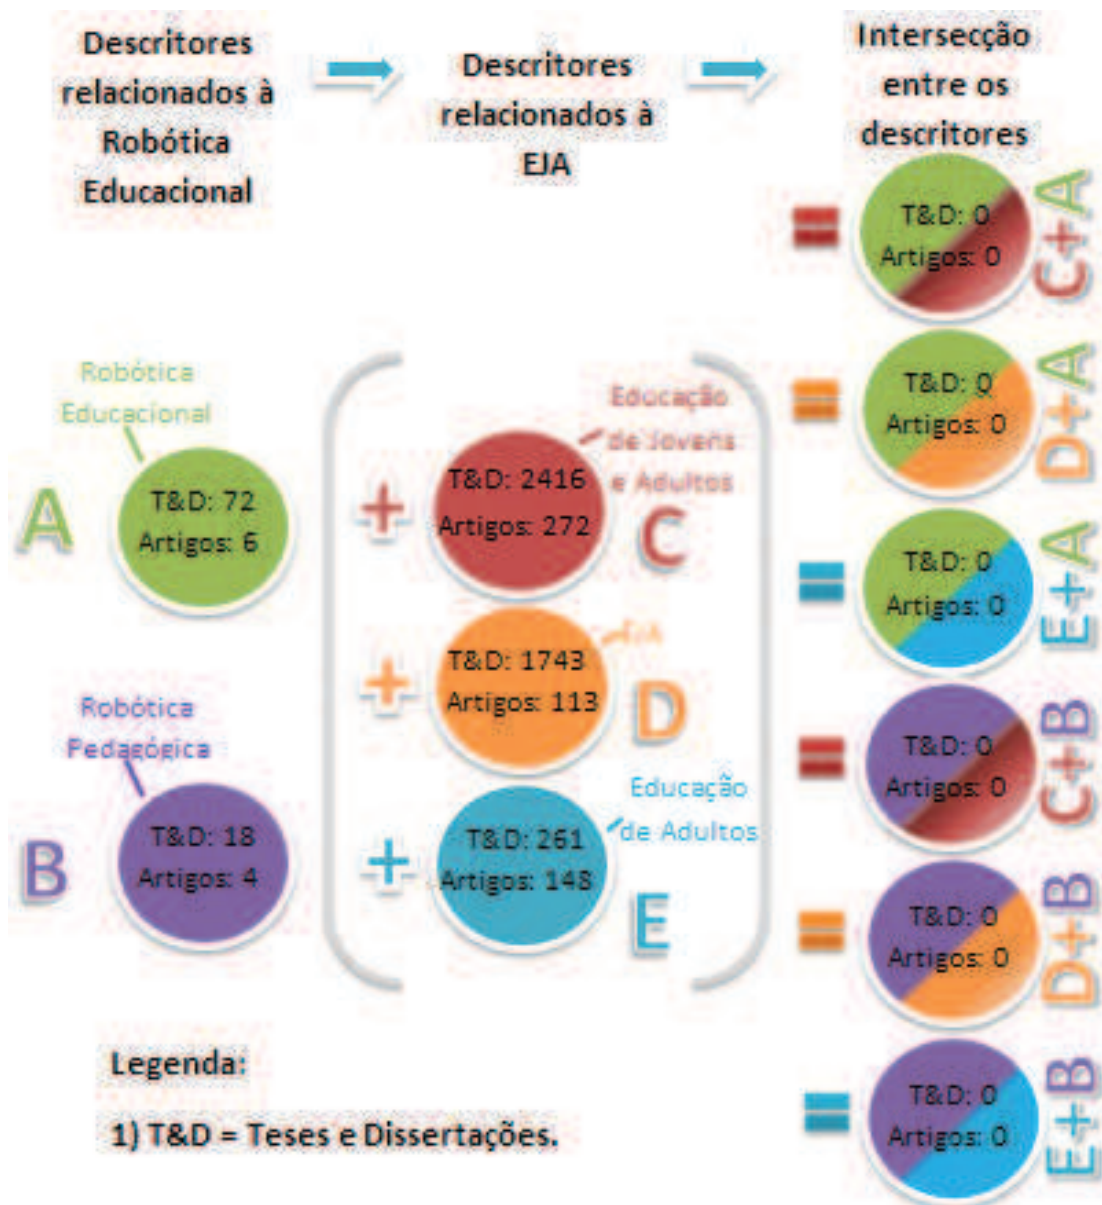 Descritores
relacionados à
Robótica
Educacional
Descritores
relacionados à
EJA
Intersecção
entre os
descritores
Robótica
Educacional
A
T&D: 72
Artigos: 6
Robótica
Pedagógica
B
T&D: 18
Artigos: 4
+
Educação
de Jovens
e Adultos
T&D: 2416
Artigos: 272
C
+
EJA
T&D: 1743
Artigos: 113
D
+
Educação
de Adultos
T&D: 261
Artigos: 148
E
=
T&D: 0
Artigos: 0
C+A
=
T&D: 0
Artigos: 0
D+A
=
T&D: 0
Artigos: 0
E+A
=
T&D: 0
Artigos: 0
C+B
=
T&D: 0
Artigos: 0
D+B
=
T&D: 0
Artigos: 0
E+B
Legenda:
1) T&D = Teses e Dissertações.